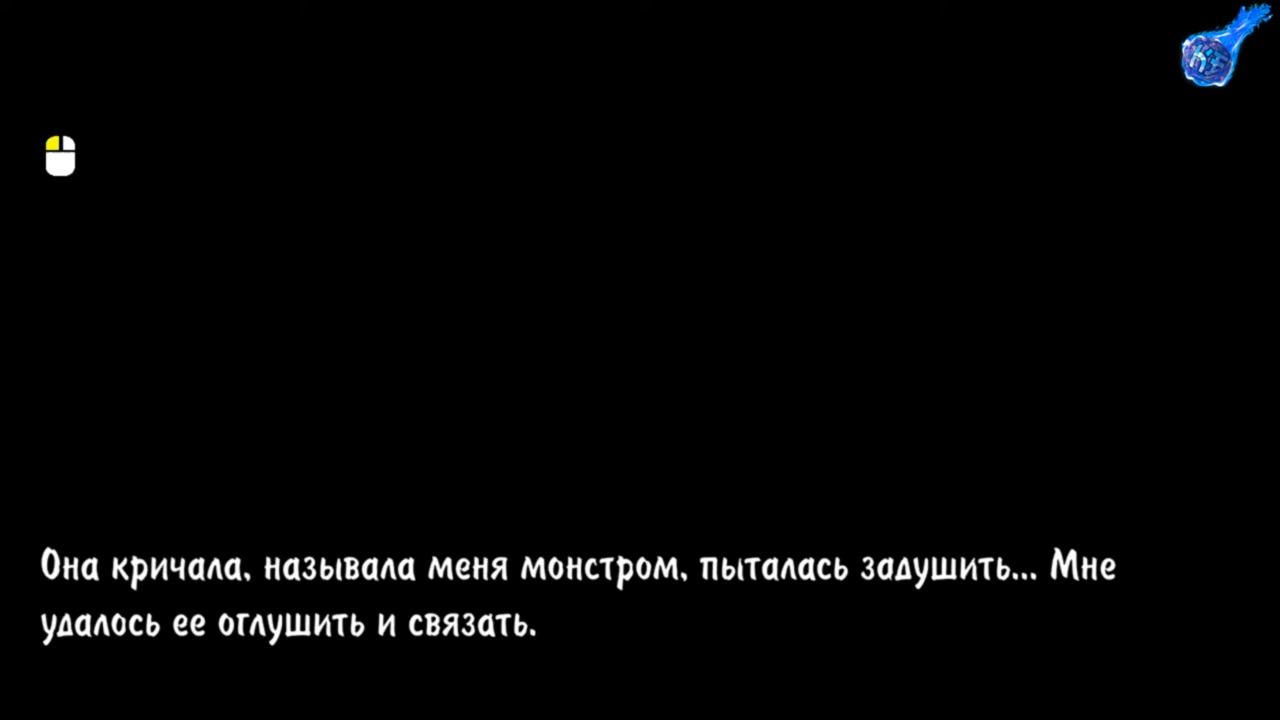 Она кричала, называла меня монстром, пыталась задушить... Мне
удалось ее оглушить и связать.